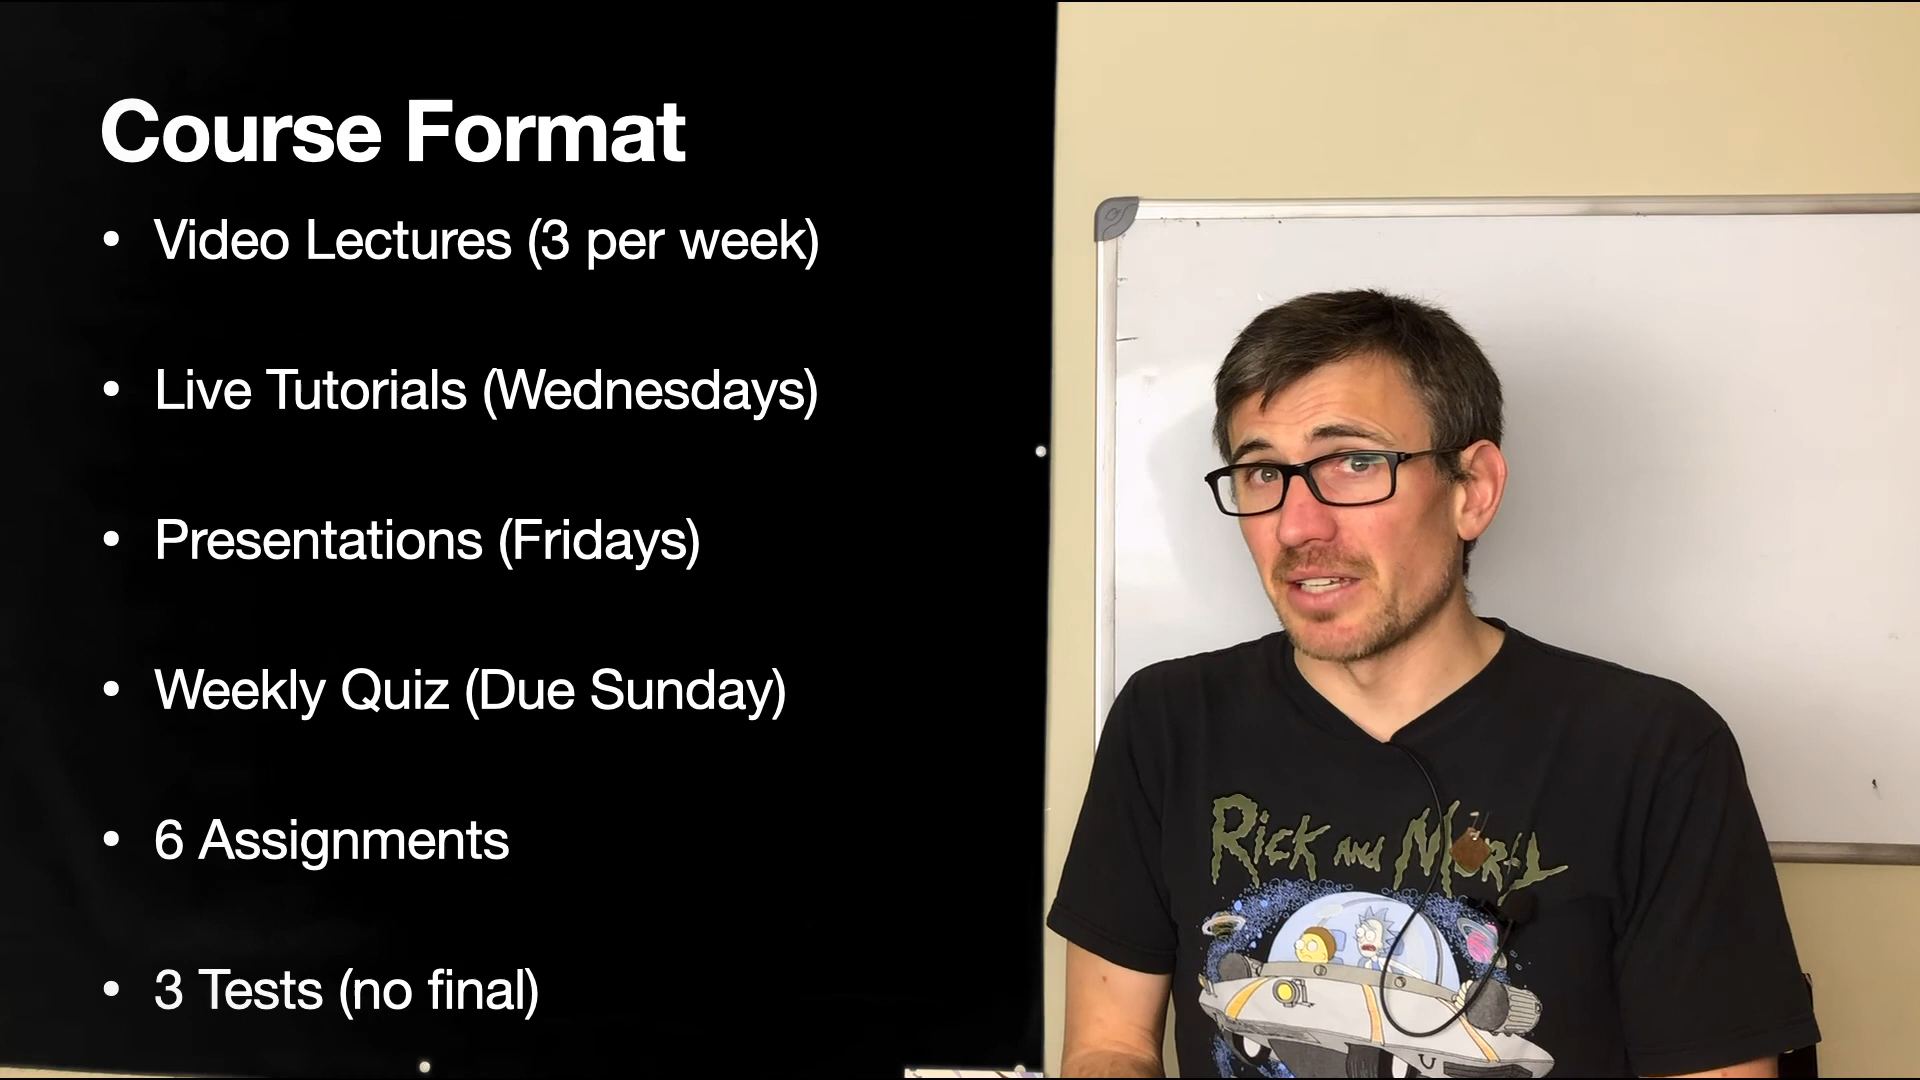 Course Format
• Video Lectures (3 per week)
• Live Tutorials (Wednesdays)
• Presentations (Fridays)
• Weekly Quiz (Due Sunday)
• 6 Assignments
• 3 Tests (no final)
Rick and Morty